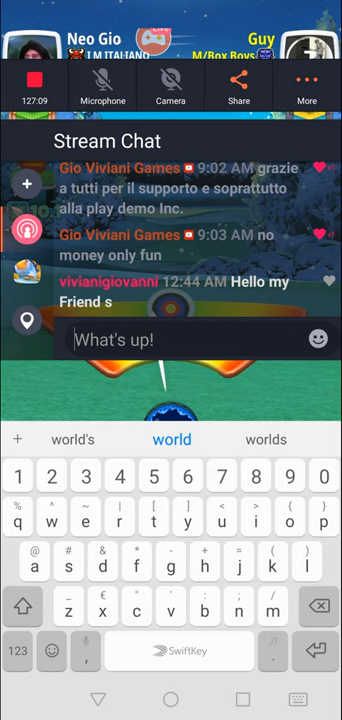 LIVE
Neo Gio
Guy
I M ITALIANO
M/Box Boys
127:09
Microphone
Camera
Share
More
Stream Chat
Gio Viviani Games 9:02 AM grazie
a tutti per il supporto e soprattutto
alla play demo Inc.
Gio Viviani Games 9:03 AM no
money only fun
vivianigiovanni 12:44 AM Hello my
Friend s
What's up!
+ world's world worlds
1 2 3 4 5 6 7 8 9 0
% ^ ~ | [ ] < > { }
q w e r t y u i o p
@ # & * - + = ( )
a s d f g h j k l
_ € " ' : ; /
z x c v b n m
123 , SwiftKey .